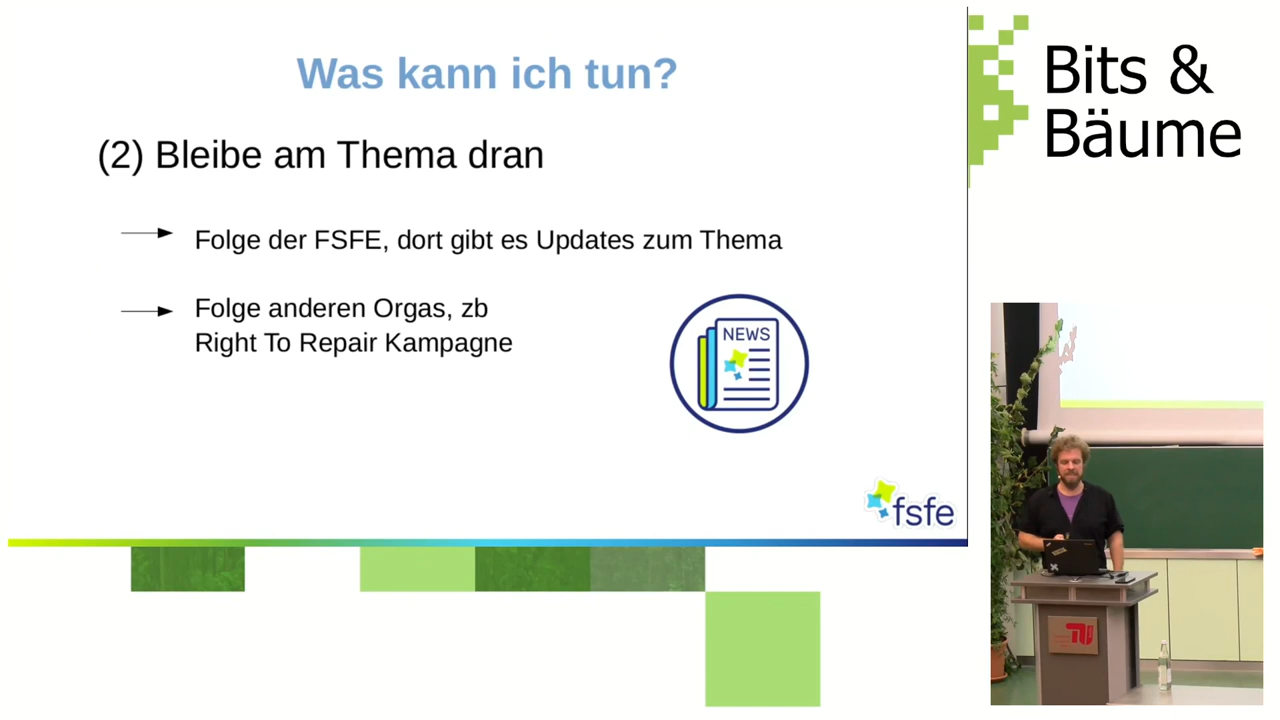 Was kann ich tun?
(2) Bleibe am Thema dran
Folge der FSFE, dort gibt es Updates zum Thema
Folge anderen Orgas, zb
Right To Repair Kampagne
NEWS
fsfe
Bits &
Bäume